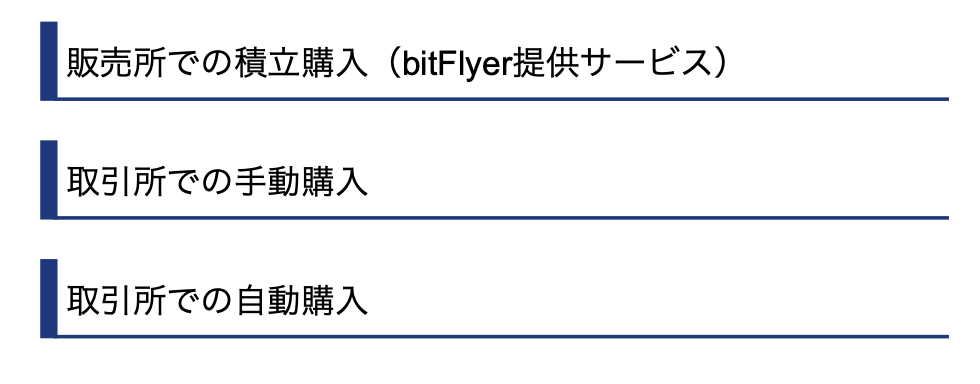 販売所での積立購入（bitFlyer提供サービス）
取引所での手動購入
取引所での自動購入